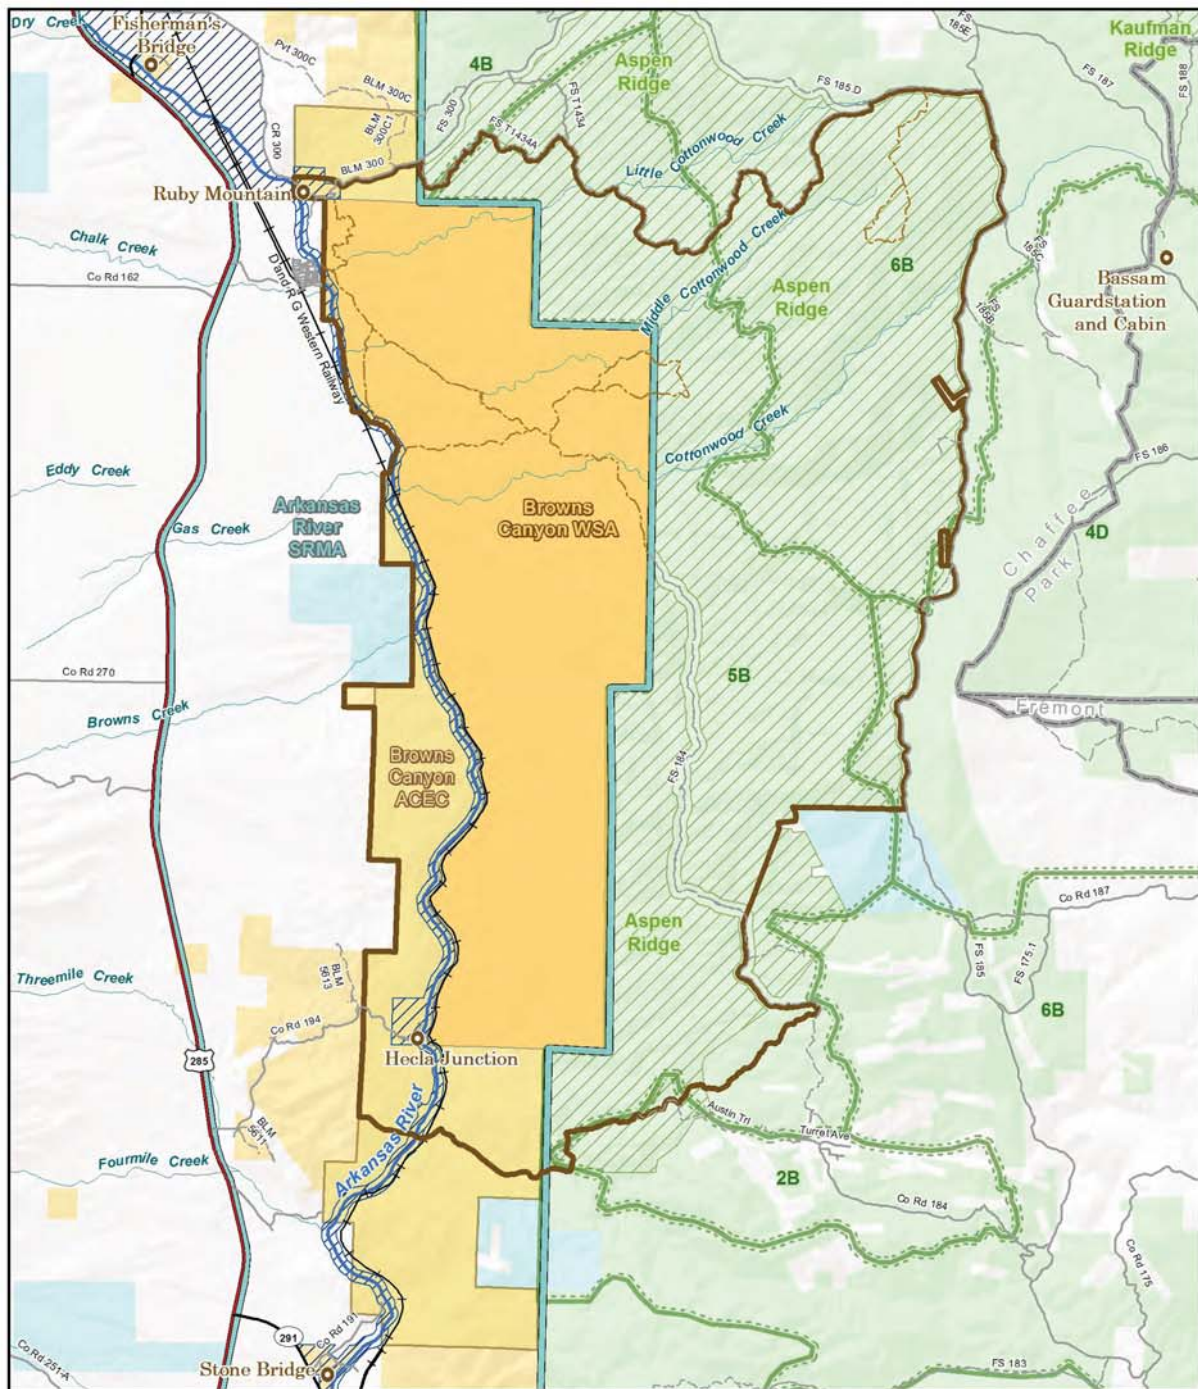 Dry Creek
Fisherman's
Bridge
Pvt 300C
BLM 300C
BLM
300C1
FS 300
4B
FS T1434A
FS T1434
Aspen
Ridge
FS 185.D
FS
185E
FS 187
Kaufman
Ridge
FS 188
CR 300
BLM 300
Little Cottonwood Creek
Ruby Mountain
Chalk Creek
Co Rd 162
D and R G Western Railway
Middle Cottonwood Creek
6B
Aspen
Ridge
FS
185C
FS
185B
Bassam
Guardstation
and Cabin
Cottonwood Creek
FS 186
Eddy Creek
Gas Creek
Arkansas
River
SRMA
Browns
Canyon WSA
Chaffee
Park
4D
Co Rd 270
Browns Creek
5B
Fremont
FS 184
Browns
Canyon
ACEC
Aspen
Ridge
Co Rd 187
Threemile Creek
BLM
5613
Co Rd 194
FS 185
FS 175.1
6B
Hecla Junction
285
BLM
5611
Arkansas River
Austin Trl
Turret Ave
Fourmile Creek
2B
Co Rd 184
Co Rd 175
291
Co Rd 191
Co Rd 251-A
Stone Bridge
FS 183